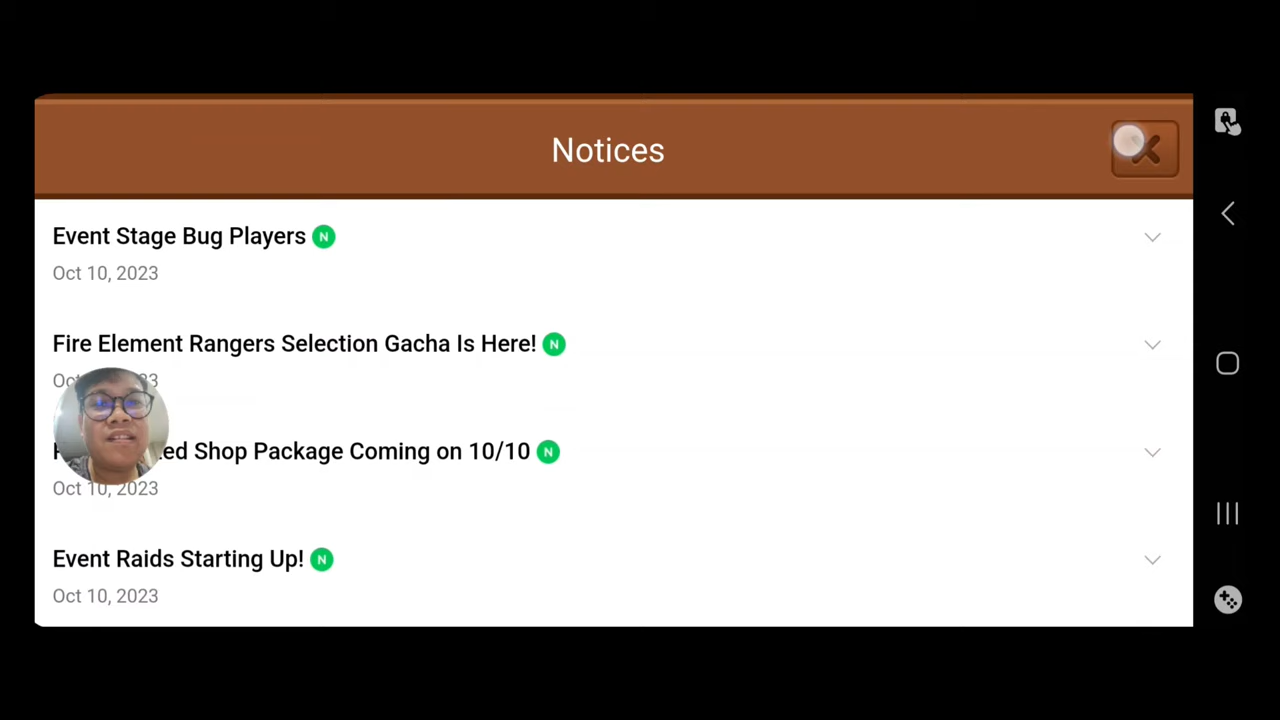 Notices
Event Stage Bug Players N
Oct 10, 2023
Fire Element Rangers Selection Gacha Is Here! N
Shop Package Coming on 10/10 N
Oct 10, 2023
Event Raids Starting Up! N
Oct 10, 2023